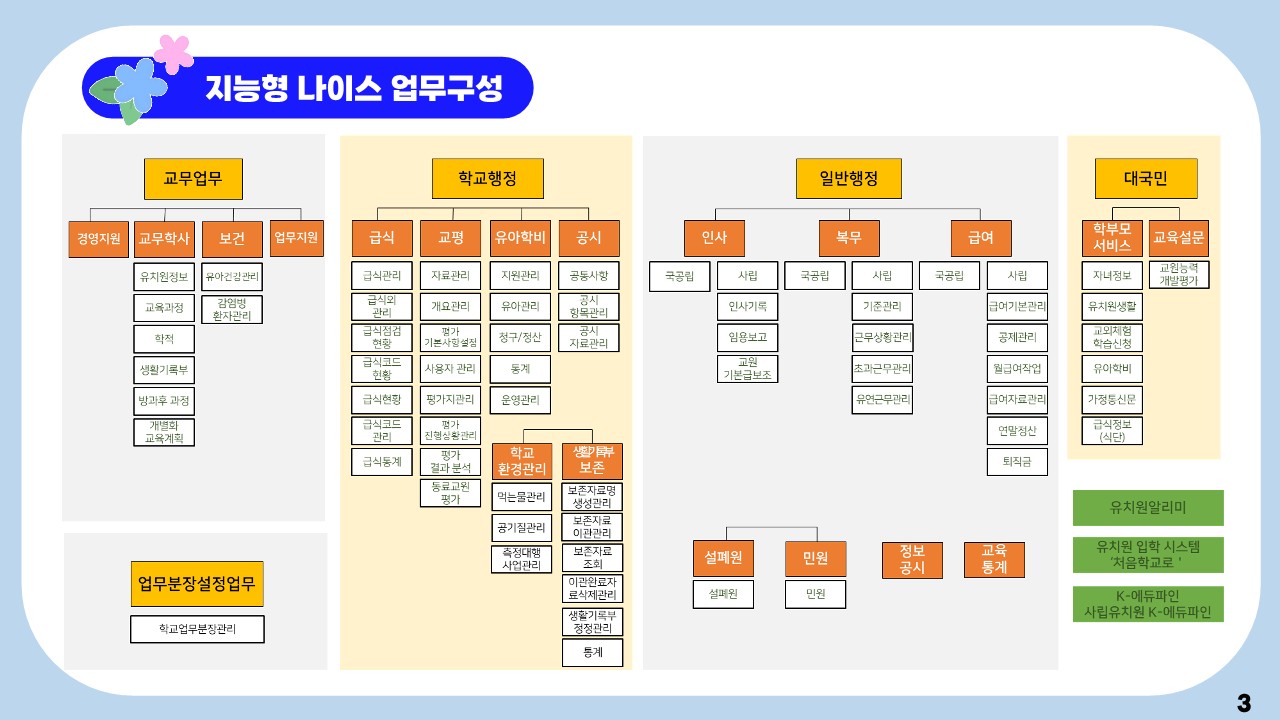 지능형 나이스 업무구성
교무업무
경영지원
교무학사
보건
업무지원
유치원정보
교육과정
학적
생활기록부
방과후 과정
개별화
교육계획
유아건강관리
감염병
환자관리
업무분장설정업무
학교업무분장관리
학교행정
급식
교평
유아학비
공시
급식관리
급식외
관리
급식점검
현황
급식코드
현황
급식현황
급식코드
관리
급식통계
자료관리
개요관리
평가
기본사항설정
사용자 관리
평가지관리
평가
진행상황관리
평가
결과 분석
동료교원
평가
지원관리
유아관리
청구/정산
통계
운영관리
공통사항
공시
항목관리
공시
자료관리
학교
환경관리
먹는물관리
공기질관리
측정대행
사업관리
생활기록부
보존
보존자료명
생성관리
보존자료
이관관리
보존자료
조회
이관완료자
료삭제관리
생활기록부
정정관리
통계
일반행정
인사
복무
급여
국공립
사립
인사기록
임용보고
교원
기본급보조
국공립
사립
기준관리
근무상황관리
초과근무관리
유연근무관리
국공립
사립
급여기본관리
공제관리
월급여작업
급여자료관리
연말정산
퇴직금
설폐원
설폐원
민원
민원
정보
공시
교육
통계
대국민
학부모
서비스
교육설문
자녀정보
유치원생활
교외체험
학습신청
유아학비
가정통신문
급식정보
(식단)
교원능력
개발평가
유치원알리미
유치원 입학 시스템
'처음학교로 '
K-에듀파인
사립유치원 K-에듀파인
3